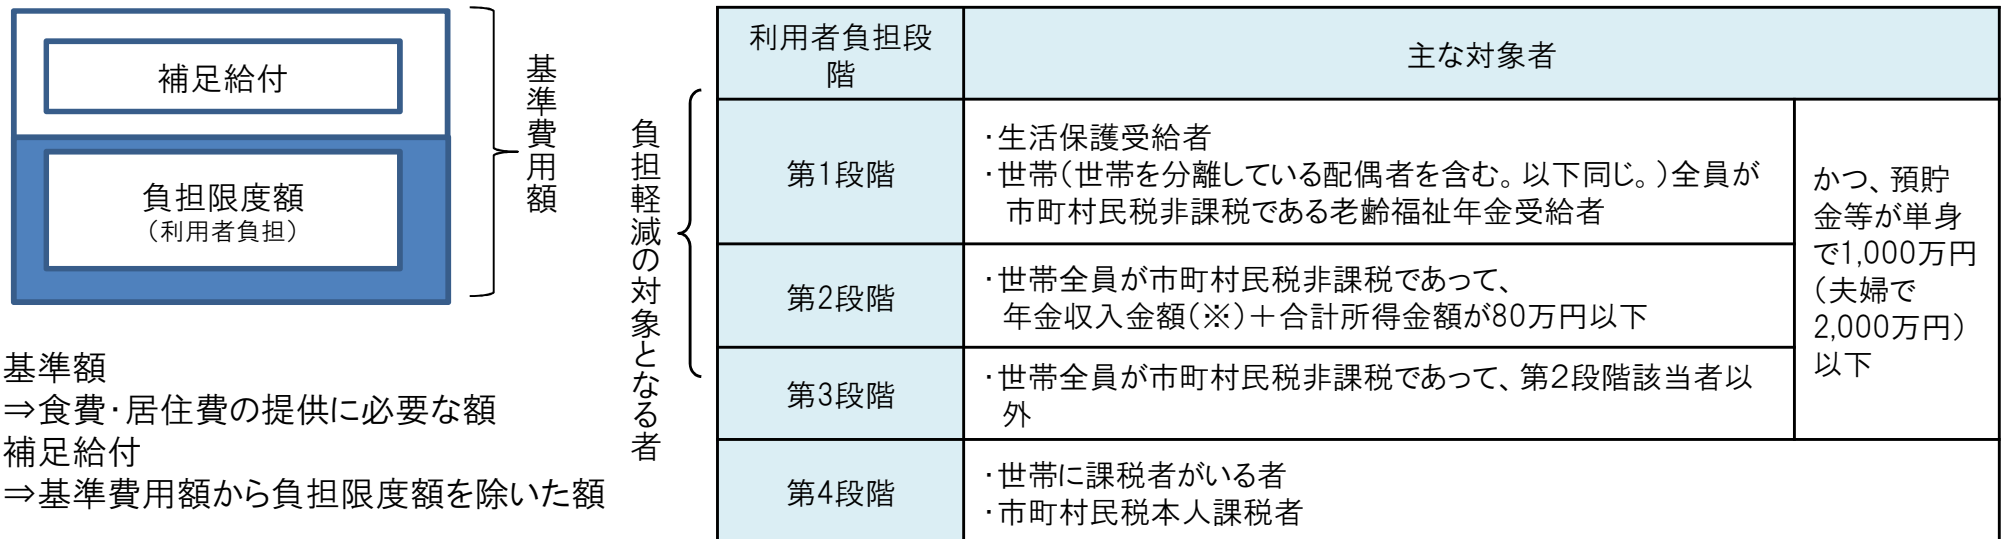 補足給付
負担限度額
（利用者負担）
基準費用額
基準額
⇒食費･居住費の提供に必要な額
補足給付
⇒基準費用額から負担限度額を除いた額
負担軽減の対象となる者
利用者負担段
階
主な対象者
第1段階
･生活保護受給者
･世帯（世帯を分離している配偶者を含む。以下同じ。）全員が
市町村民税非課税である老齢福祉年金受給者
第2段階
･世帯全員が市町村民税非課税であって、
年金収入金額（※）＋合計所得金額が80万円以下
第3段階
･世帯全員が市町村民税非課税であって、第２段階該当者以
外
かつ、預貯
金等が単身
で1,000万円
（夫婦で
2,000万円）
以下
第4段階
･世帯に課税者がいる者
･市町村民税本人課税者